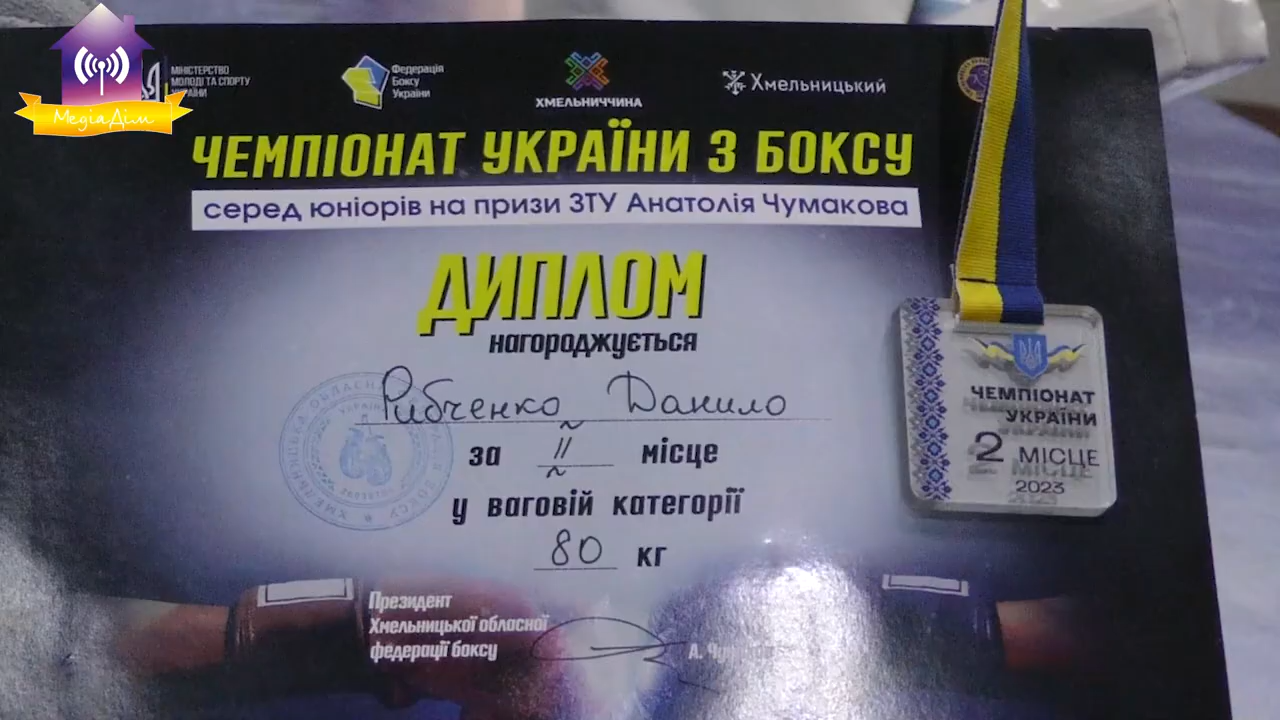 МедіаДім
МІНІСТЕРСТВО
МОЛОДІ ТА СПОРТУ
УКРАЇНИ
Федерація
Боксу
України
ХМЕЛЬНИЧЧИНА
Хмельницький
ЧЕМПІОНАТ УКРАЇНИ З БОКСУ
серед юніорів на призи ЗТУ Анатолія Чумакова
ДИПЛОМ
нагороджується
Рибченко Данило
за II місце
у ваговій категорії
80 кг
Президент
Хмельницької обласної
федерації боксу
А.
ЧЕМПІОНАТ
УКРАЇНИ
2 МІСЦЕ
2023